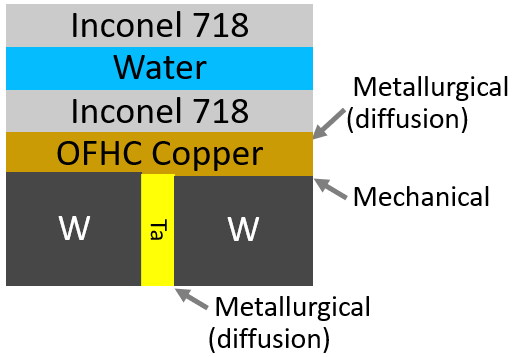 Inconel 718
Water
Inconel 718
OFHC Copper
Metallurgical
(diffusion)
Mechanical
W
Ta
W
Metallurgical
(diffusion)